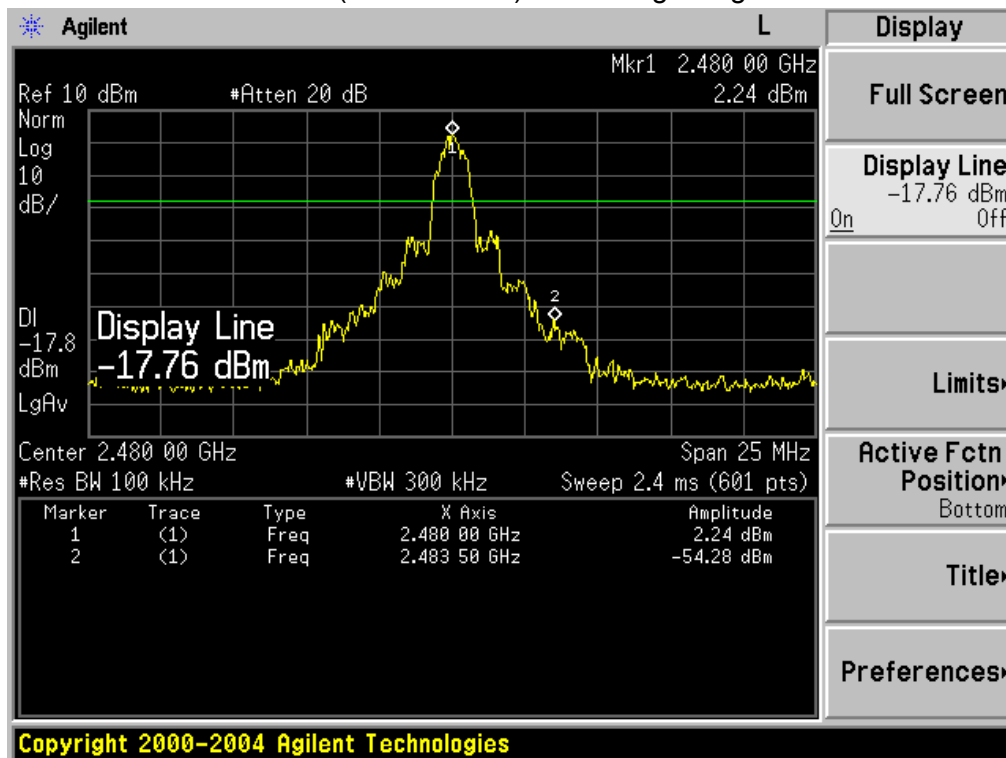 Agilent L Display
Mkr1 2.480 00 GHz
Ref 10 dBm #Atten 20 dB 2.24 dBm
Norm
Log
10
dB/
1
2
DI
-17.8
dBm
LgAv
Display Line
-17.76 dBm
Center 2.480 00 GHz Span 25 MHz
#Res BW 100 kHz #VBW 300 kHz Sweep 2.4 ms (601 pts)
Marker Trace Type X Axis Amplitude
1 (1) Freq 2.480 00 GHz 2.24 dBm
2 (1) Freq 2.483 50 GHz -54.28 dBm
Full Screen
Display Line
-17.76 dBm
On Off
Limits
Active Fctn
Position
Bottom
Title
Preferences
Copyright 2000-2004 Agilent Technologies